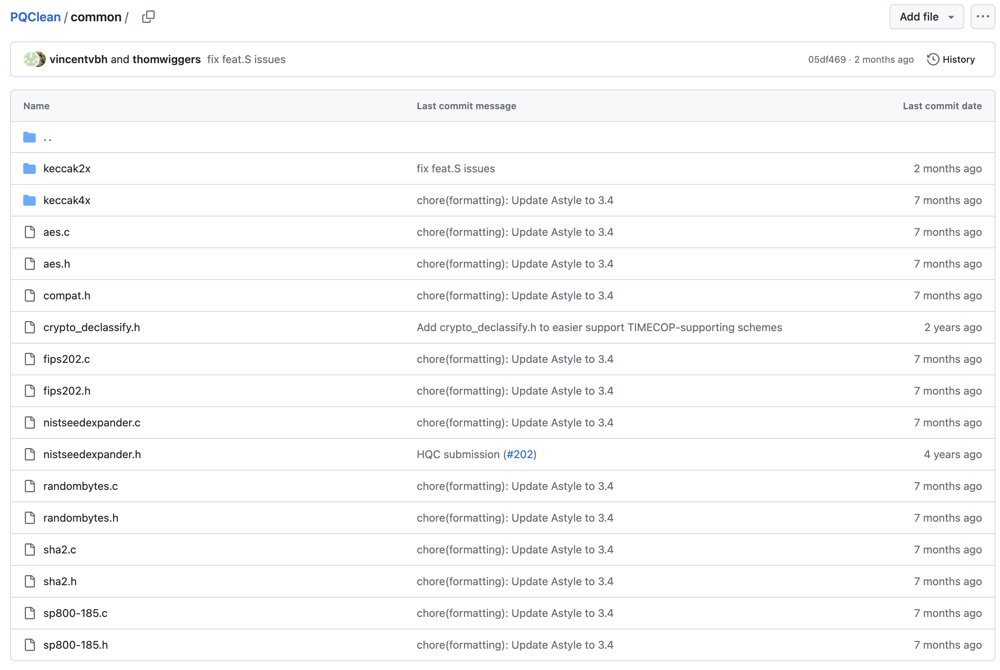 PQClean / common /
Add file
vincentvbh and thomwiggers fix feat.S issues
05df469 · 2 months ago History
Name Last commit message Last commit date
..
keccak2x fix feat.S issues 2 months ago
keccak4x chore(formatting): Update Astyle to 3.4 7 months ago
aes.c chore(formatting): Update Astyle to 3.4 7 months ago
aes.h chore(formatting): Update Astyle to 3.4 7 months ago
compat.h chore(formatting): Update Astyle to 3.4 7 months ago
crypto_declassify.h Add crypto_declassify.h to easier support TIMECOP-supporting schemes 2 years ago
fips202.c chore(formatting): Update Astyle to 3.4 7 months ago
fips202.h chore(formatting): Update Astyle to 3.4 7 months ago
nistseedexpander.c chore(formatting): Update Astyle to 3.4 7 months ago
nistseedexpander.h HQC submission (#202) 4 years ago
randombytes.c chore(formatting): Update Astyle to 3.4 7 months ago
randombytes.h chore(formatting): Update Astyle to 3.4 7 months ago
sha2.c chore(formatting): Update Astyle to 3.4 7 months ago
sha2.h chore(formatting): Update Astyle to 3.4 7 months ago
sp800-185.c chore(formatting): Update Astyle to 3.4 7 months ago
sp800-185.h chore(formatting): Update Astyle to 3.4 7 months ago